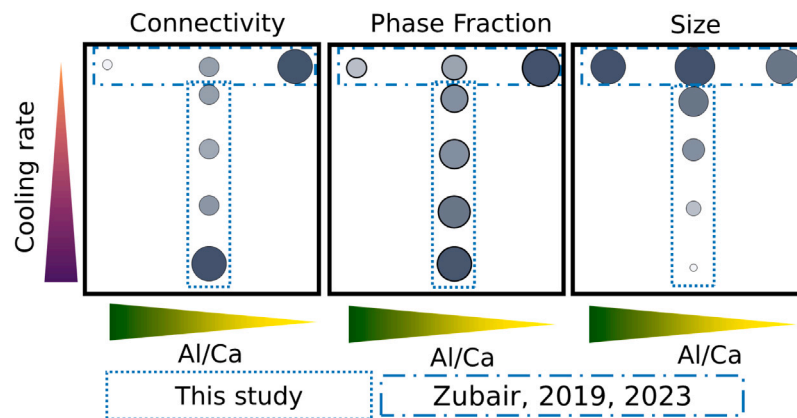 Connectivity
Phase Fraction
Size
Cooling rate
Al/Ca
Al/Ca
Al/Ca
This study
Zubair, 2019, 2023